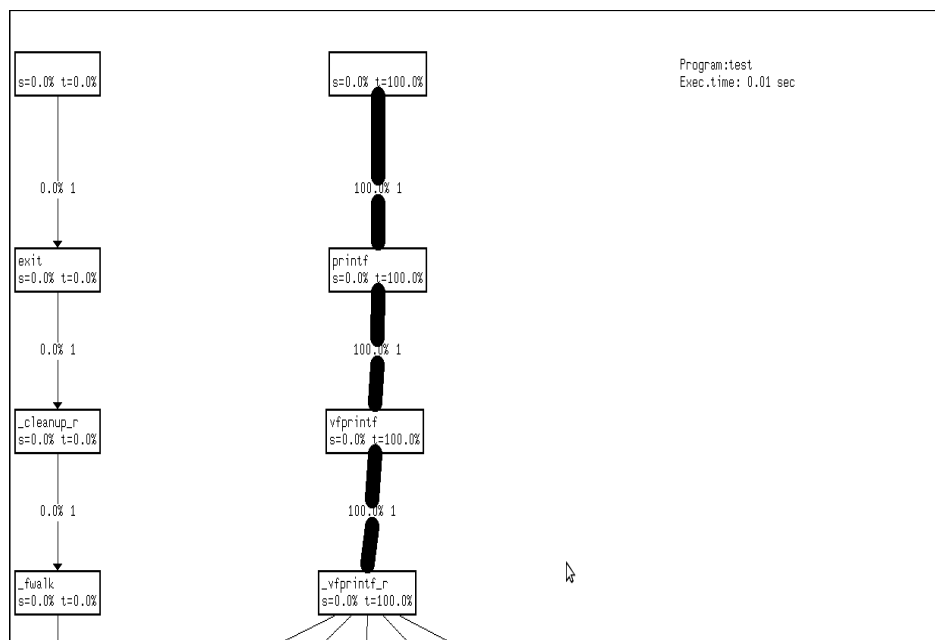 s=0.0% t=0.0%
s=0.0% t=100.0%
Program:test
Exec.time: 0.01 sec
0.0% 1
100.0% 1
exit
s=0.0% t=0.0%
printf
s=0.0% t=100.0%
0.0% 1
100.0% 1
_cleanup_r
s=0.0% t=0.0%
vfprintf
s=0.0% t=100.0%
0.0% 1
100.0% 1
_fwalk
s=0.0% t=0.0%
_vfprintf_r
s=0.0% t=100.0%